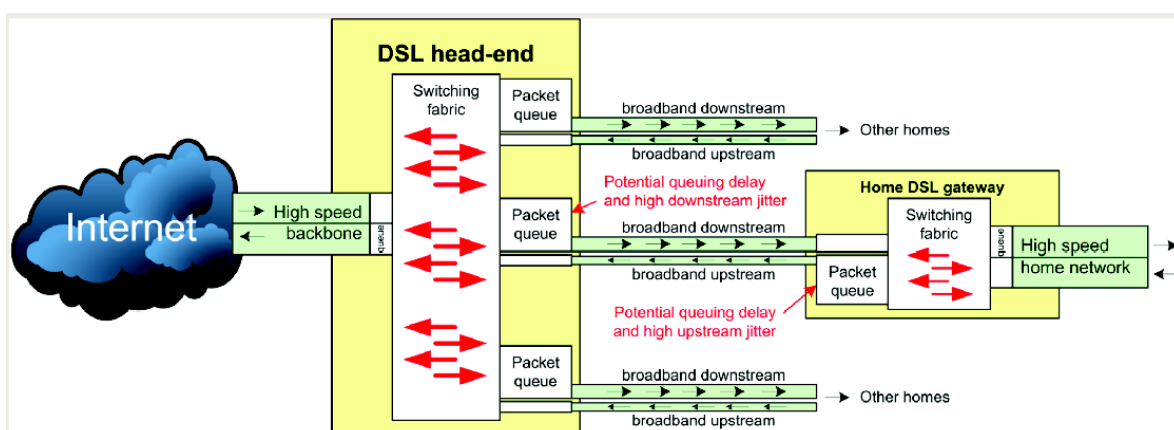 DSL head-end
Switching
fabric
Packet
queue
broadband downstream
Other homes
broadband upstream
Internet
High speed
backbone
queue
Packet
queue
Potential queuing delay
and high downstream jitter
broadband downstream
broadband upstream
Home DSL gateway
Switching
fabric
Packet
queue
queue
High speed
home network
Potential queuing delay
and high upstream jitter
Packet
queue
broadband downstream
Other homes
broadband upstream